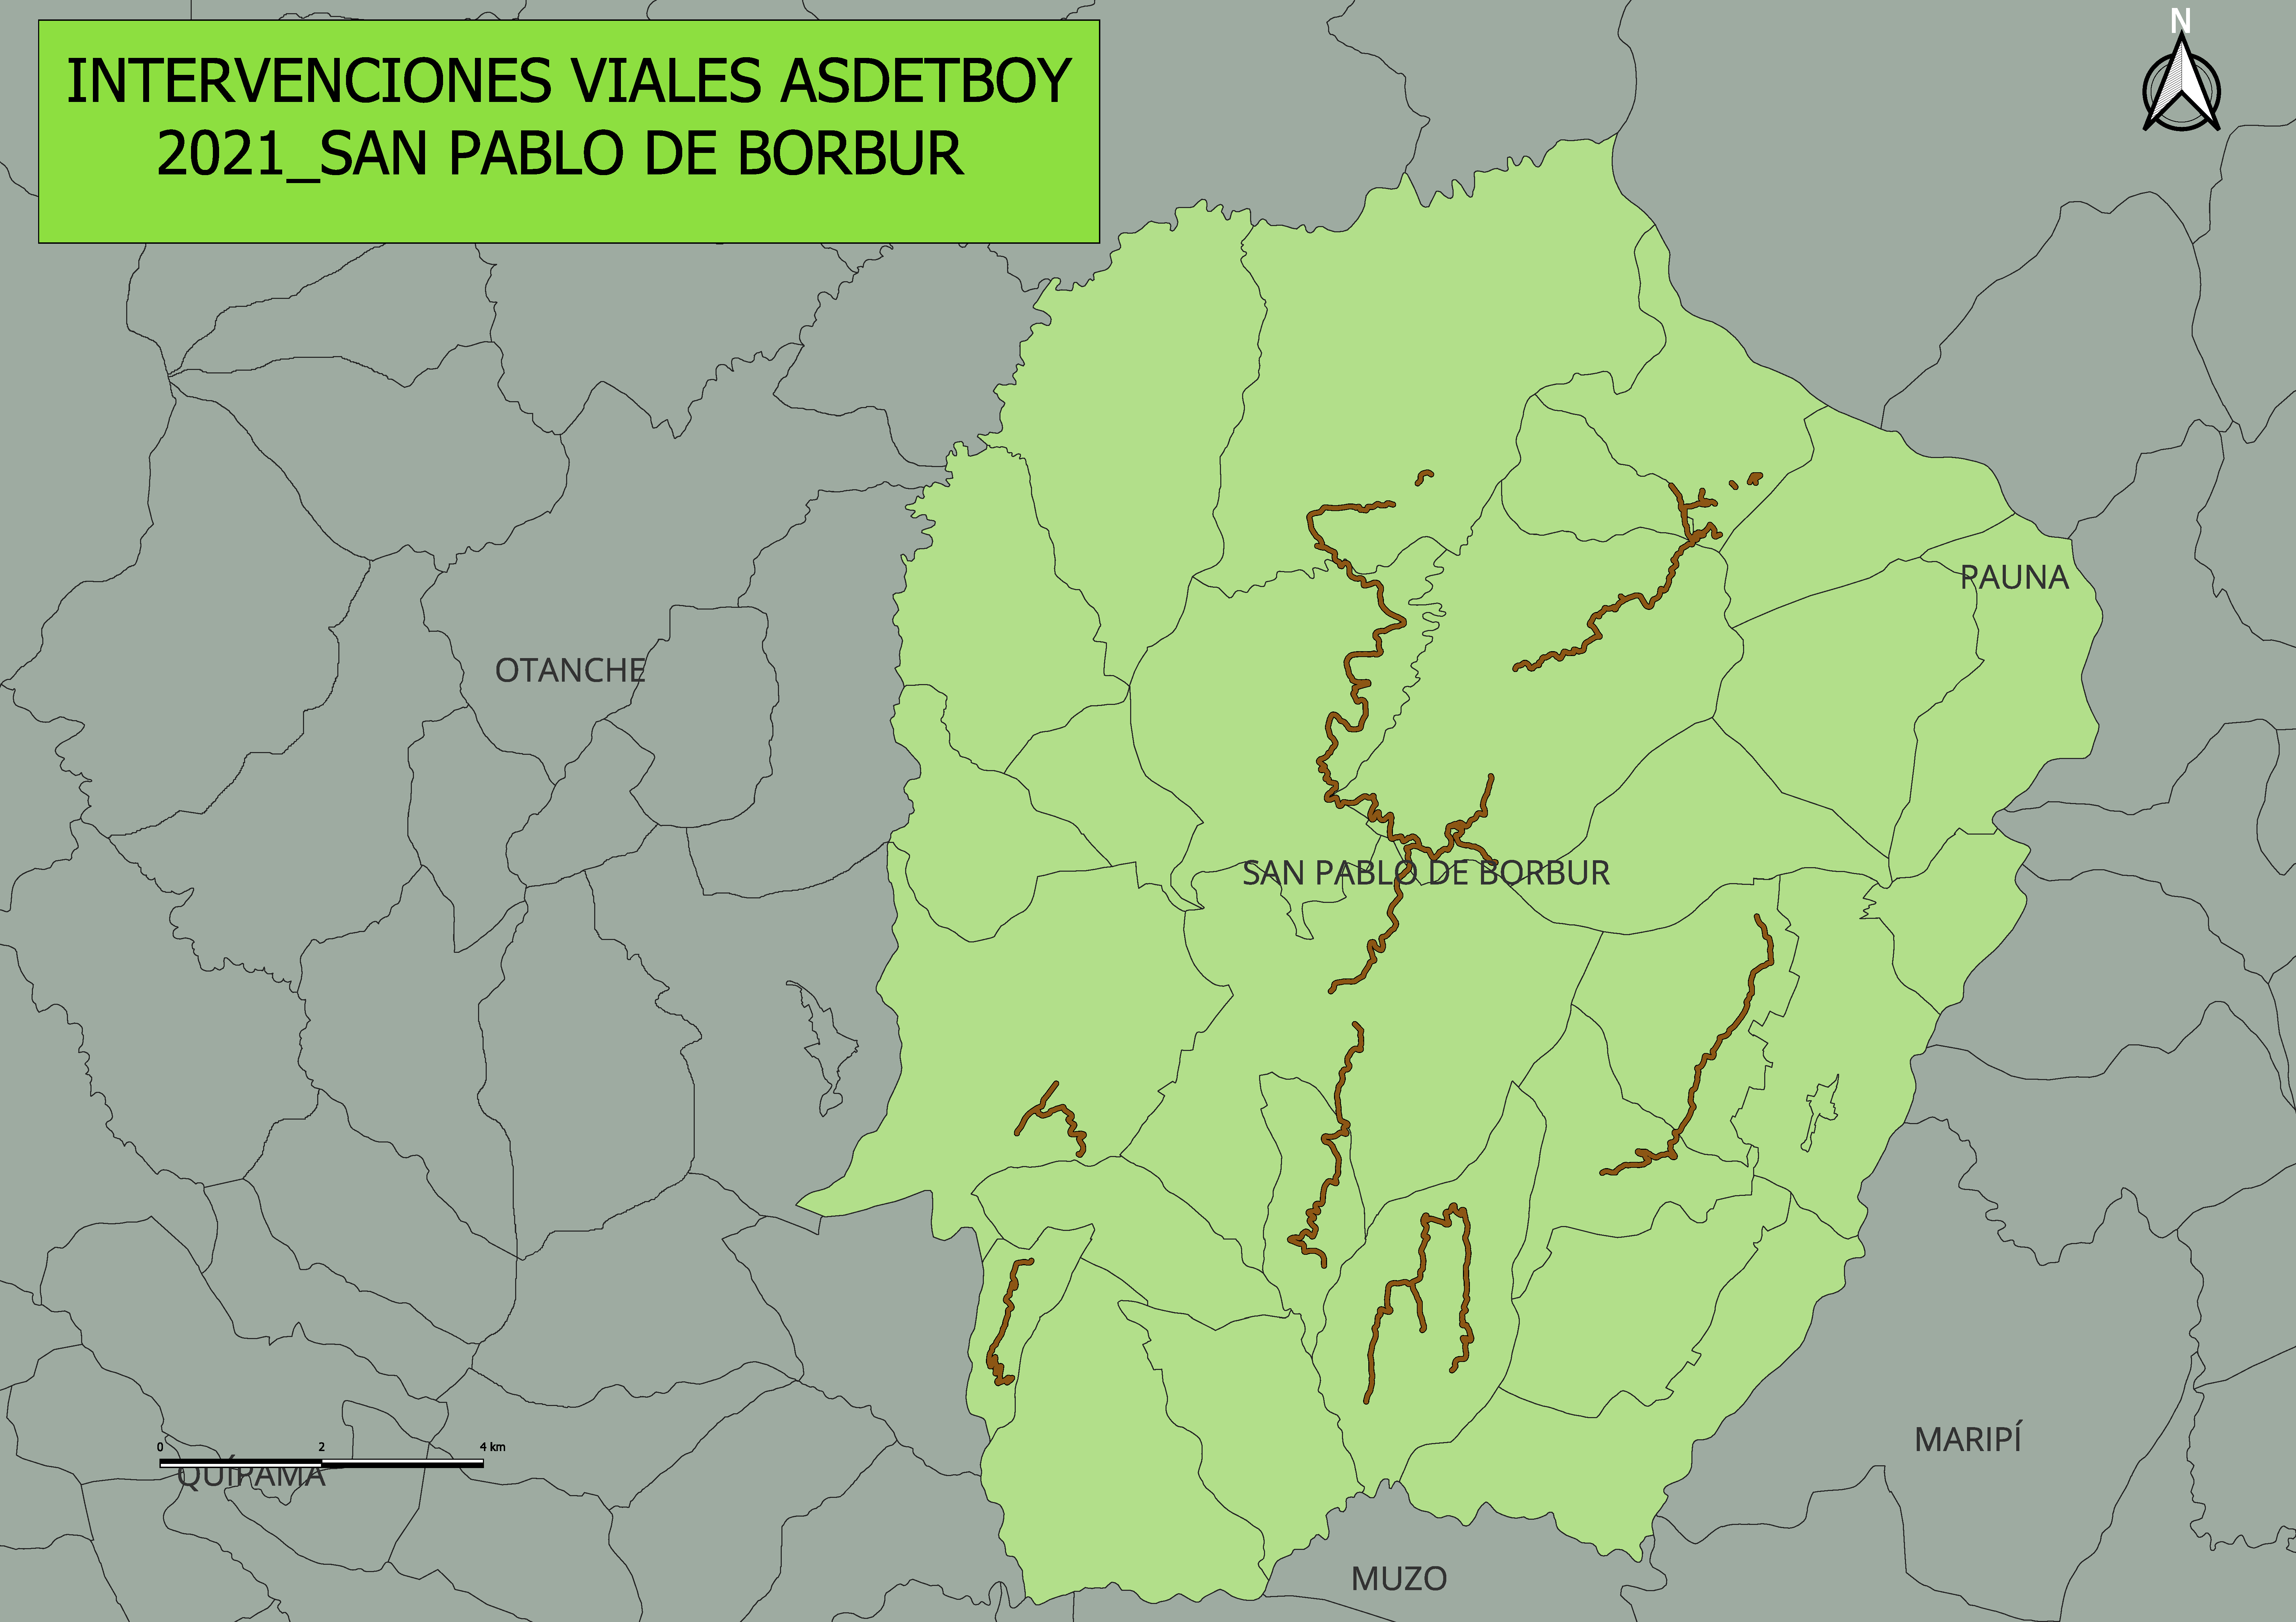 INTERVENCIONES VIALES ASDETBOY
2021_SAN PABLO DE BORBUR
N
PAUNA
OTANCHE
SAN PABLO DE BORBUR
MARIPÍ
0 2 4 km
QUÍPAMA
MUZO